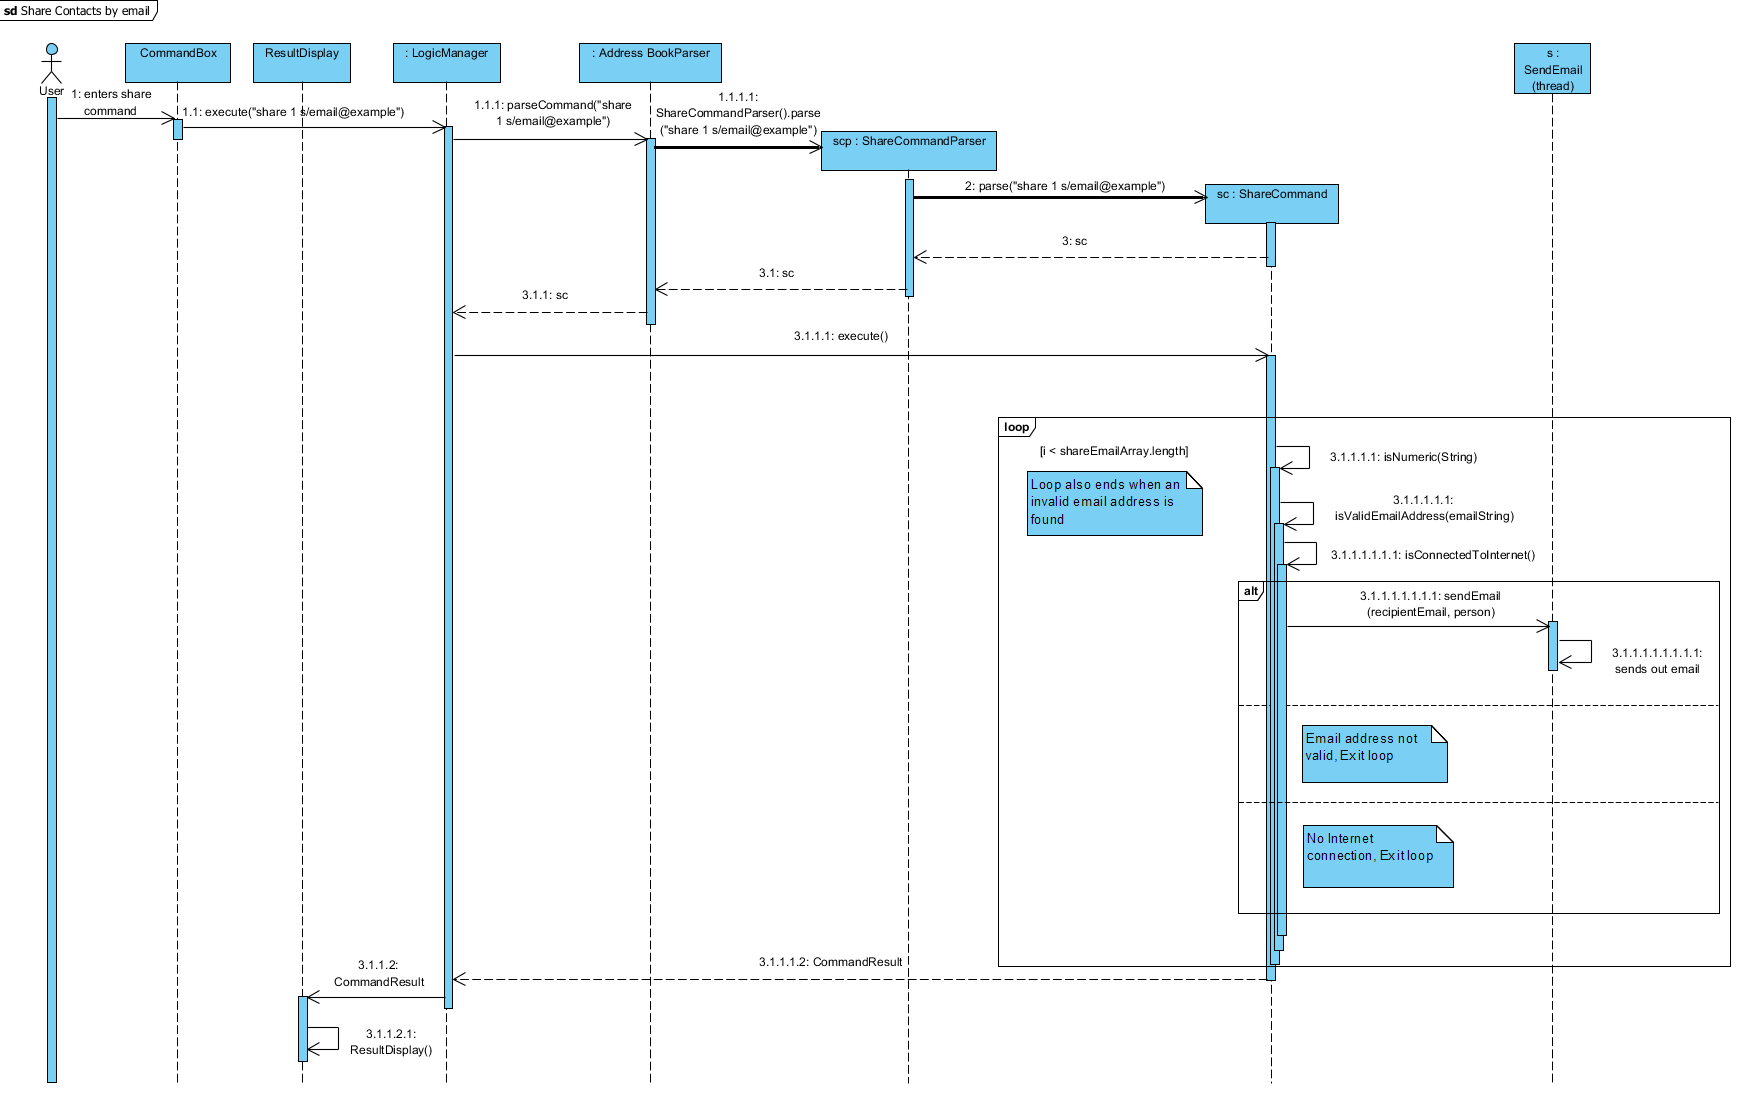 sd Share Contacts by email
User
CommandBox
ResultDisplay
: LogicManager
: Address BookParser
s :
SendEmail
(thread)
1: enters share
command
1.1: execute("share 1 s/email@example")
1.1.1: parseCommand("share
1 s/email@example")
1.1.1.1:
ShareCommandParser().parse
("share 1 s/email@example")
scp : ShareCommandParser
2: parse("share 1 s/email@example")
sc : ShareCommand
3: sc
3.1: sc
3.1.1: sc
3.1.1.1: execute()
loop
[i < shareEmailArray.length]
Loop also ends when an
invalid email address is
found
3.1.1.1.1: isNumeric(String)
3.1.1.1.1.1:
isValidEmailAddress(emailString)
3.1.1.1.1.1.1: isConnectedToInternet()
alt
3.1.1.1.1.1.1.1: sendEmail
(recipientEmail, person)
3.1.1.1.1.1.1.1.1:
sends out email
Email address not
valid, Exit loop
No Internet
connection, Exit loop
3.1.1.1.2: CommandResult
3.1.1.2:
CommandResult
3.1.1.2.1:
ResultDisplay()